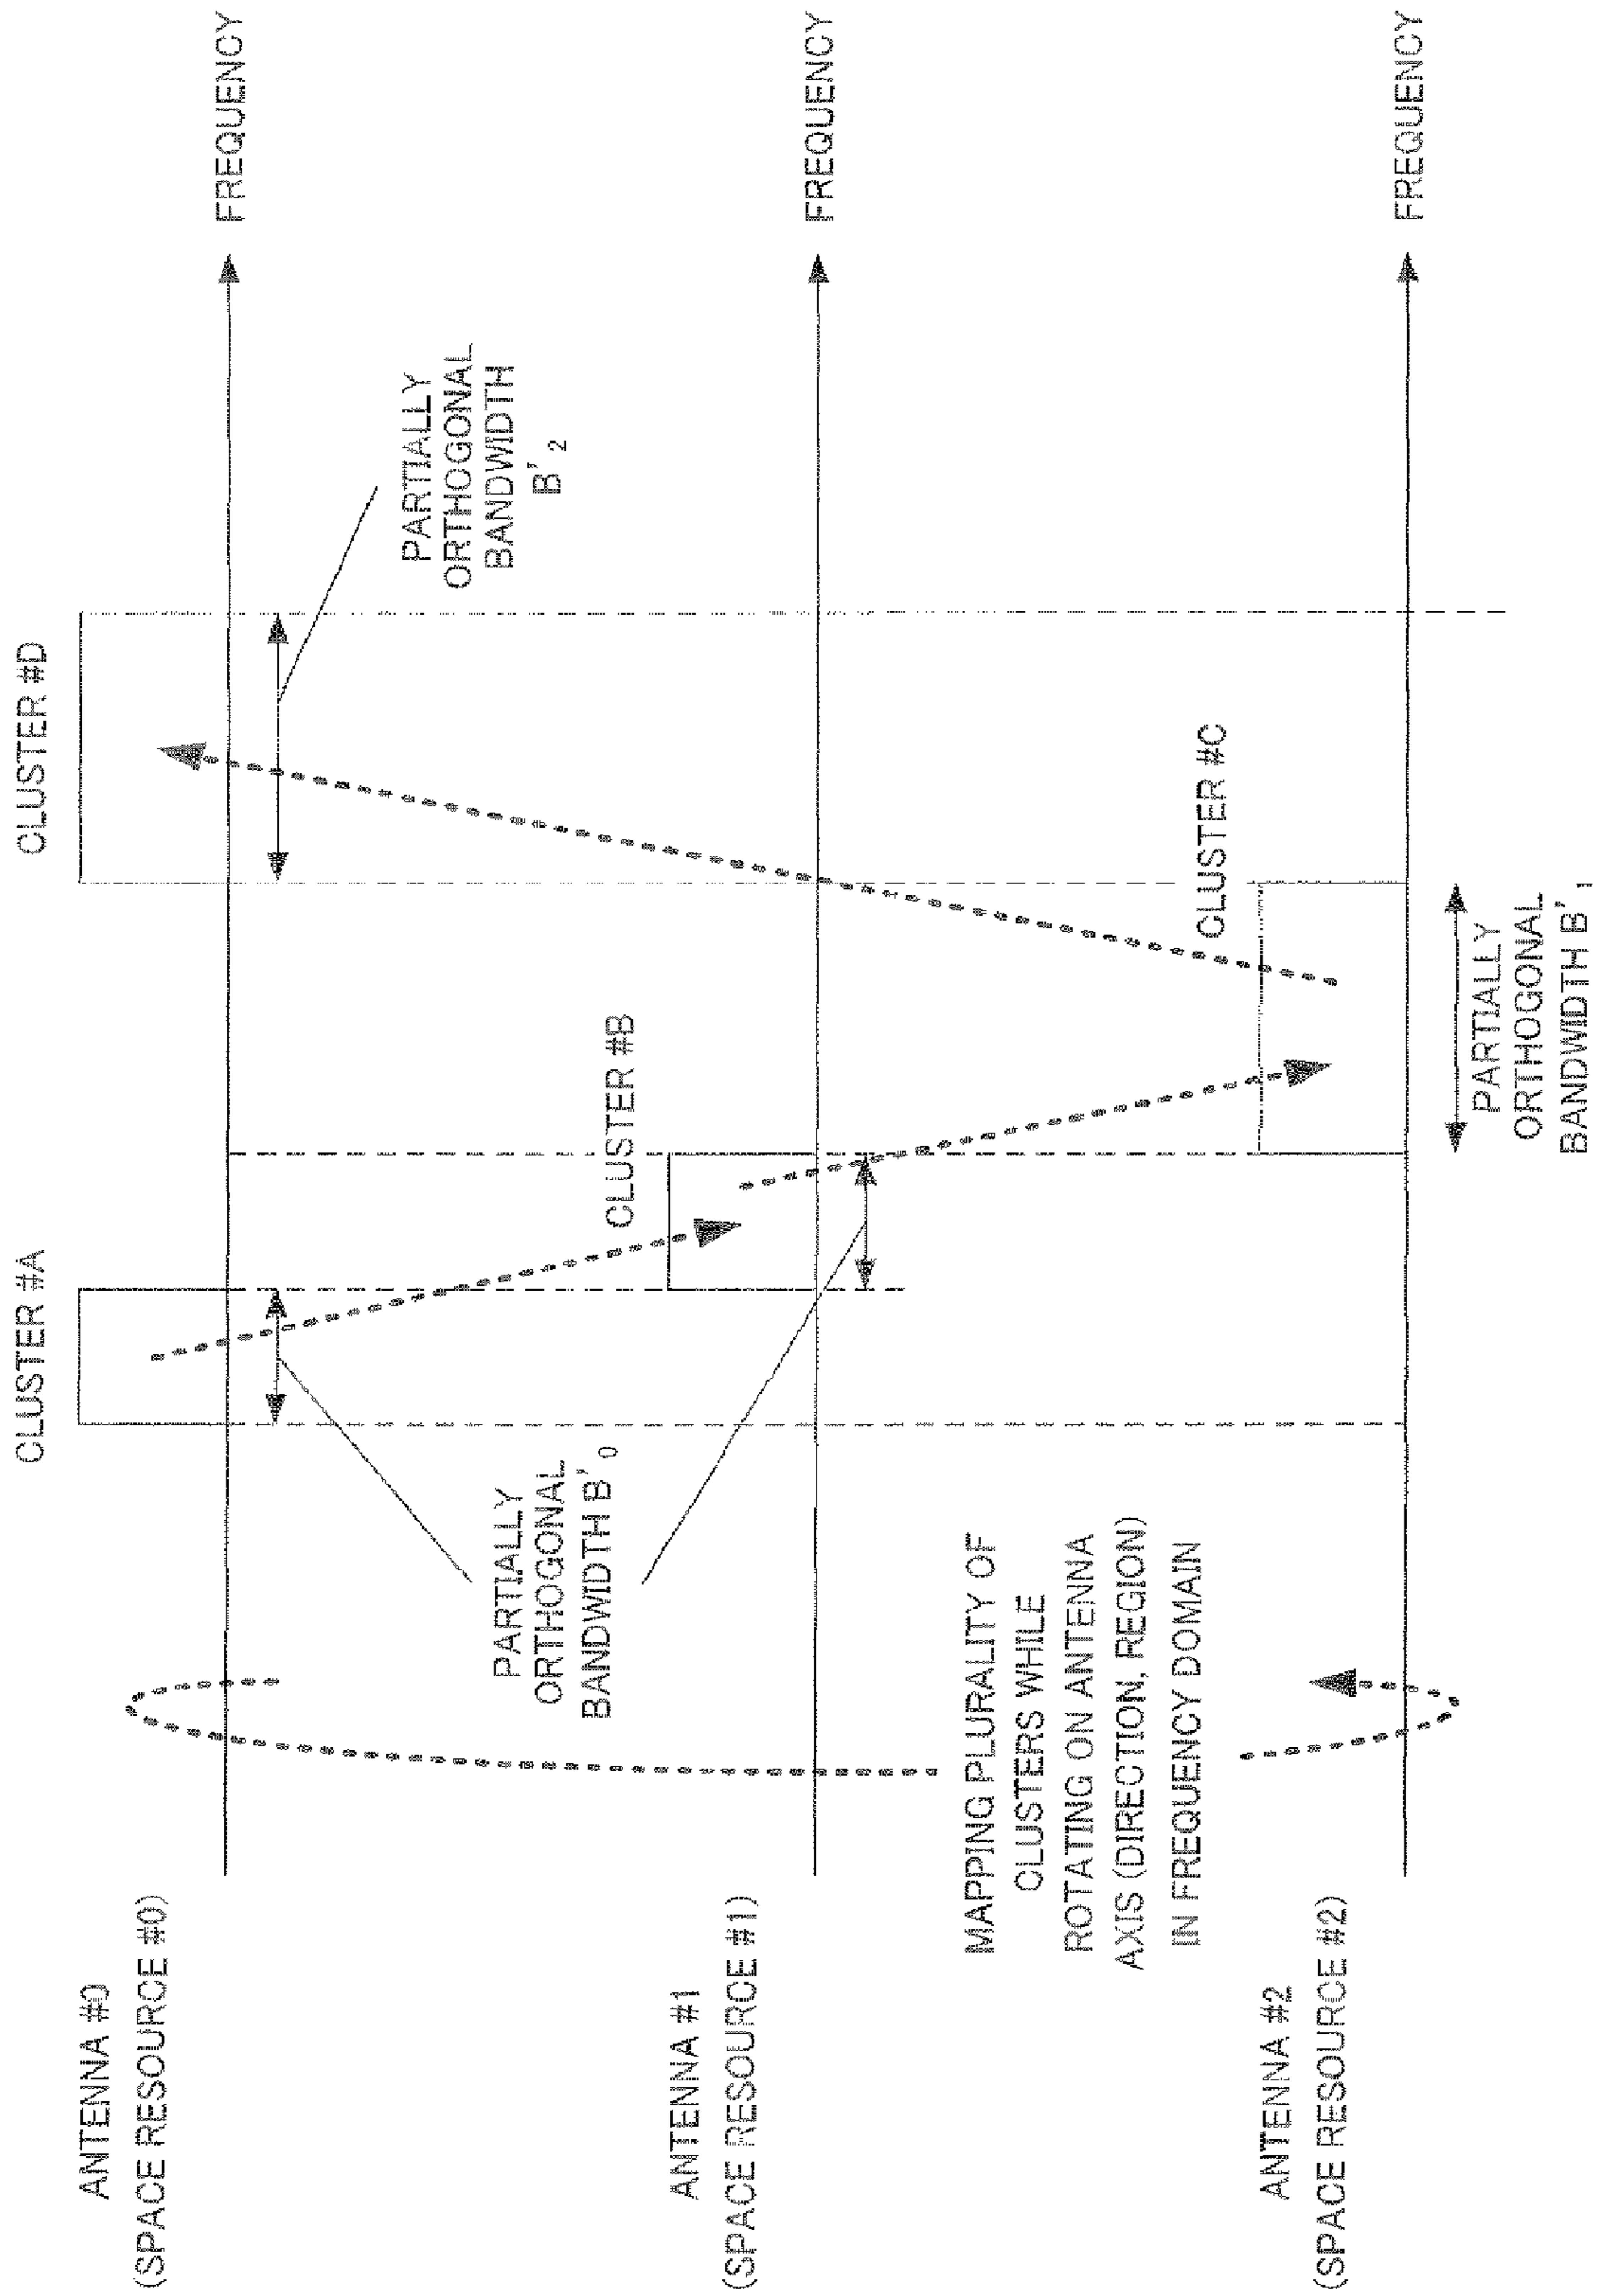 ANTENNA #0
(SPACE RESOURCE #0)
CLUSTER #A
CLUSTER #D
FREQUENCY
PARTIALLY
ORTHOGONAL
BANDWIDTH B'0
PARTIALLY
ORTHOGONAL
BANDWIDTH
B'2
ANTENNA #1
(SPACE RESOURCE #1)
CLUSTER #B
FREQUENCY
MAPPING PLURALITY OF
CLUSTERS WHILE
ROTATING ON ANTENNA
AXIS (DIRECTION, REGION)
IN FREQUENCY DOMAIN
ANTENNA #2
(SPACE RESOURCE #2)
CLUSTER #C
FREQUENCY
PARTIALLY
ORTHOGONAL
BANDWIDTH B'1